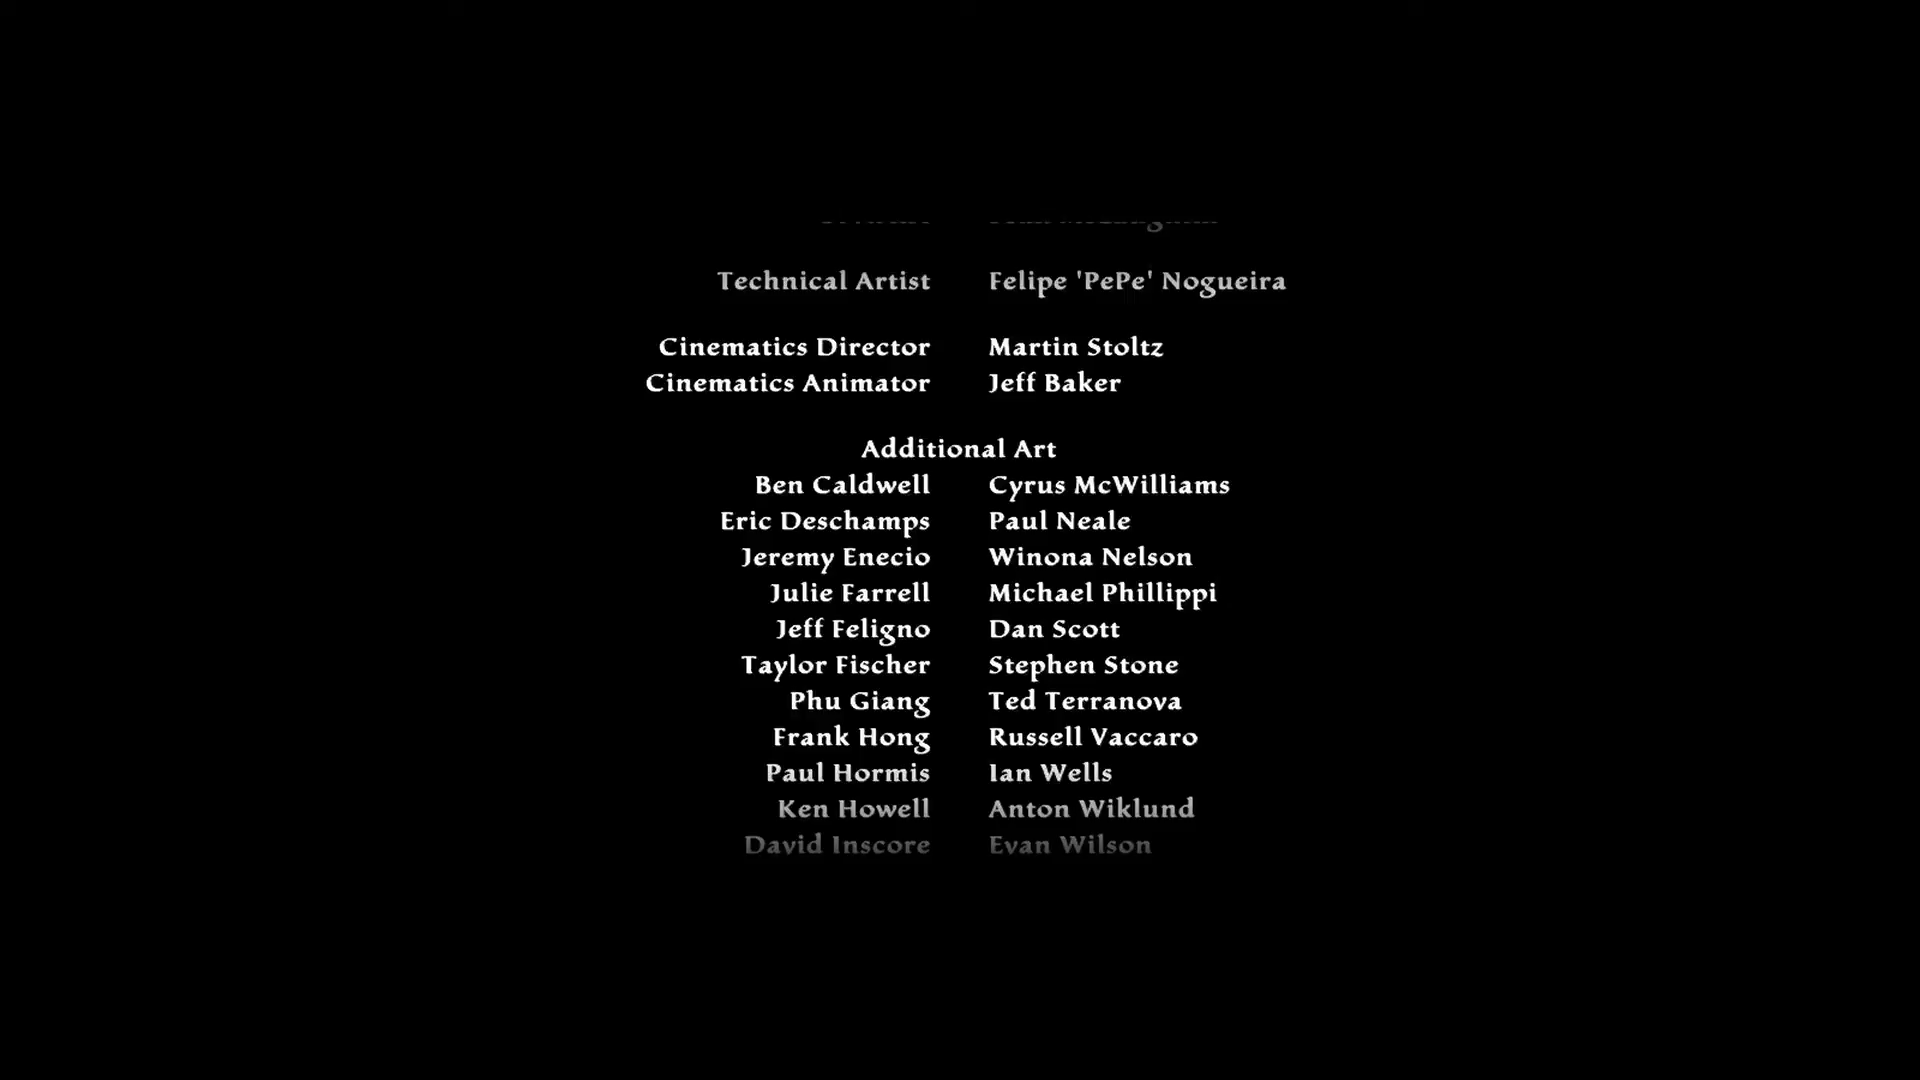 Technical Artist Felipe 'PePe' Nogueira
Cinematics Director Martin Stoltz
Cinematics Animator Jeff Baker
Additional Art
Ben Caldwell Cyrus McWilliams
Eric Deschamps Paul Neale
Jeremy Enecio Winona Nelson
Julie Farrell Michael Phillippi
Jeff Feligno Dan Scott
Taylor Fischer Stephen Stone
Phu Giang Ted Terranova
Frank Hong Russell Vaccaro
Paul Hormis Ian Wells
Ken Howell Anton Wiklund
David Inscore Evan Wilson